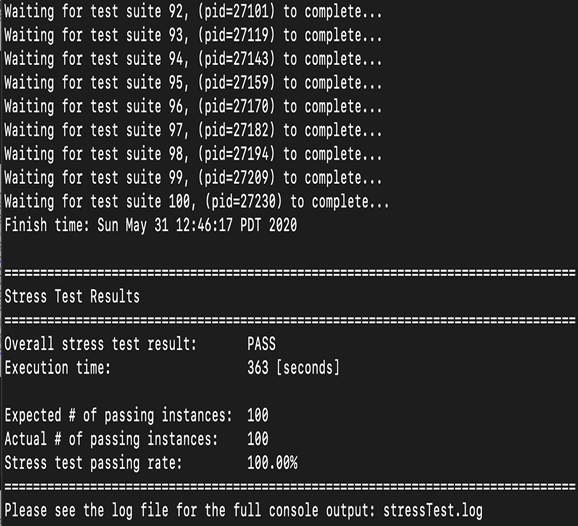 Waiting for test suite 92, (pid=27101) to complete...
Waiting for test suite 93, (pid=27119) to complete...
Waiting for test suite 94, (pid=27143) to complete...
Waiting for test suite 95, (pid=27159) to complete...
Waiting for test suite 96, (pid=27170) to complete...
Waiting for test suite 97, (pid=27182) to complete...
Waiting for test suite 98, (pid=27194) to complete...
Waiting for test suite 99, (pid=27209) to complete...
Waiting for test suite 100, (pid=27230) to complete...
Finish time: Sun May 31 12:46:17 PDT 2020
================================================================================
Stress Test Results
================================================================================
Overall stress test result: PASS
Execution time: 363 [seconds]
Expected # of passing instances: 100
Actual # of passing instances: 100
Stress test passing rate: 100.00%
================================================================================
Please see the log file for the full console output: stressTest.log